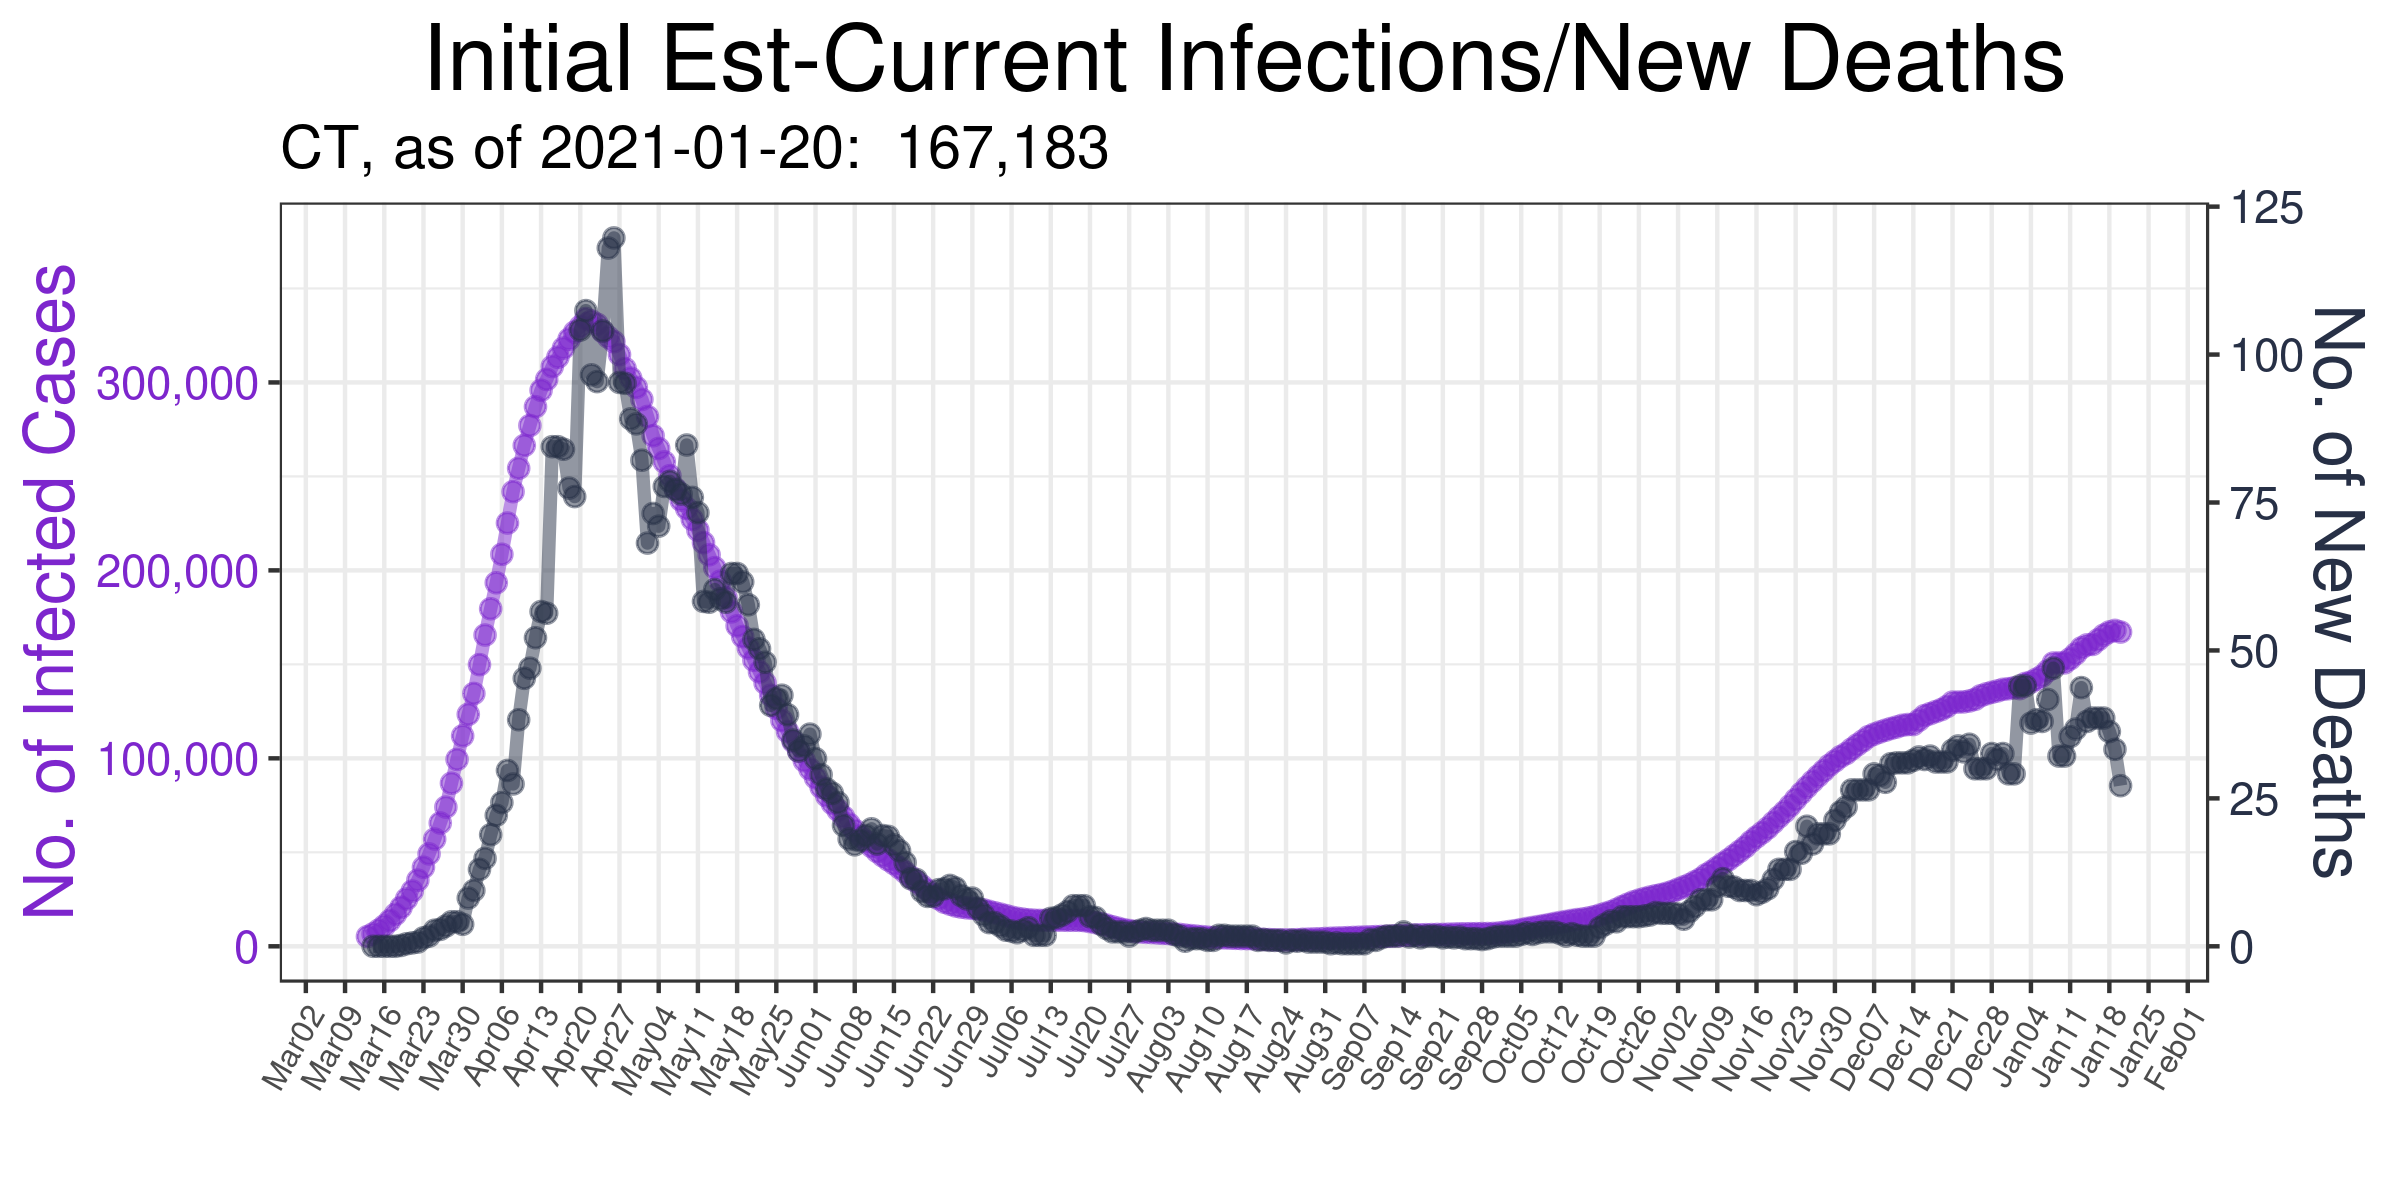 Initial Est-Current Infections/New Deaths
CT, as of 2021-01-20:  167,183
No. of Infected Cases
300,000
200,000
100,000
0
125
100
75
50
25
0
No. of New Deaths
Mar02
Mar09
Mar16
Mar23
Mar30
Apr06
Apr13
Apr20
Apr27
May04
May11
May18
May25
Jun01
Jun08
Jun15
Jun22
Jun29
Jul06
Jul13
Jul20
Jul27
Aug03
Aug10
Aug17
Aug24
Aug31
Sep07
Sep14
Sep21
Sep28
Oct05
Oct12
Oct19
Oct26
Nov02
Nov09
Nov16
Nov23
Nov30
Dec07
Dec14
Dec21
Dec28
Jan04
Jan11
Jan18
Jan25
Feb01